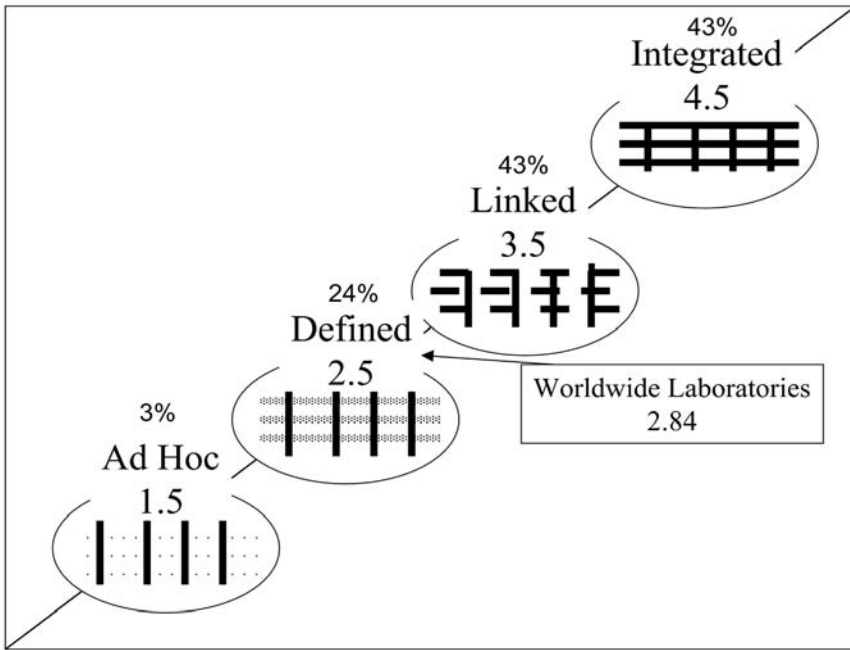 43%
Integrated
4.5
43%
Linked
3.5
24%
Defined
2.5
Worldwide Laboratories
2.84
3%
Ad Hoc
1.5